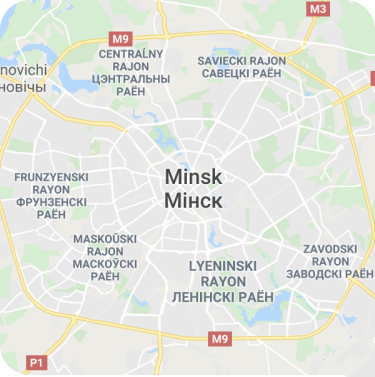 M3
M9
CENTRALNY
RAJON
ЦЭНТРАЛЬНЫ
РАЁН
SAVIECKI RAJON
САВЕЦКІ РАЁН
novichi
новічы
Minsk
Мінск
FRUNZYENSKI
RAYON
ФРУНЗЕНСКІ
РАЁН
MASKOŬSKI
RAJON
МАСКОЎСКІ
РАЁН
ZAVODSKI
RAYON
ЗАВОДСКІ РАЁН
LYENINSKI
RAYON
ЛЕНІНСКІ РАЁН
M9
P1